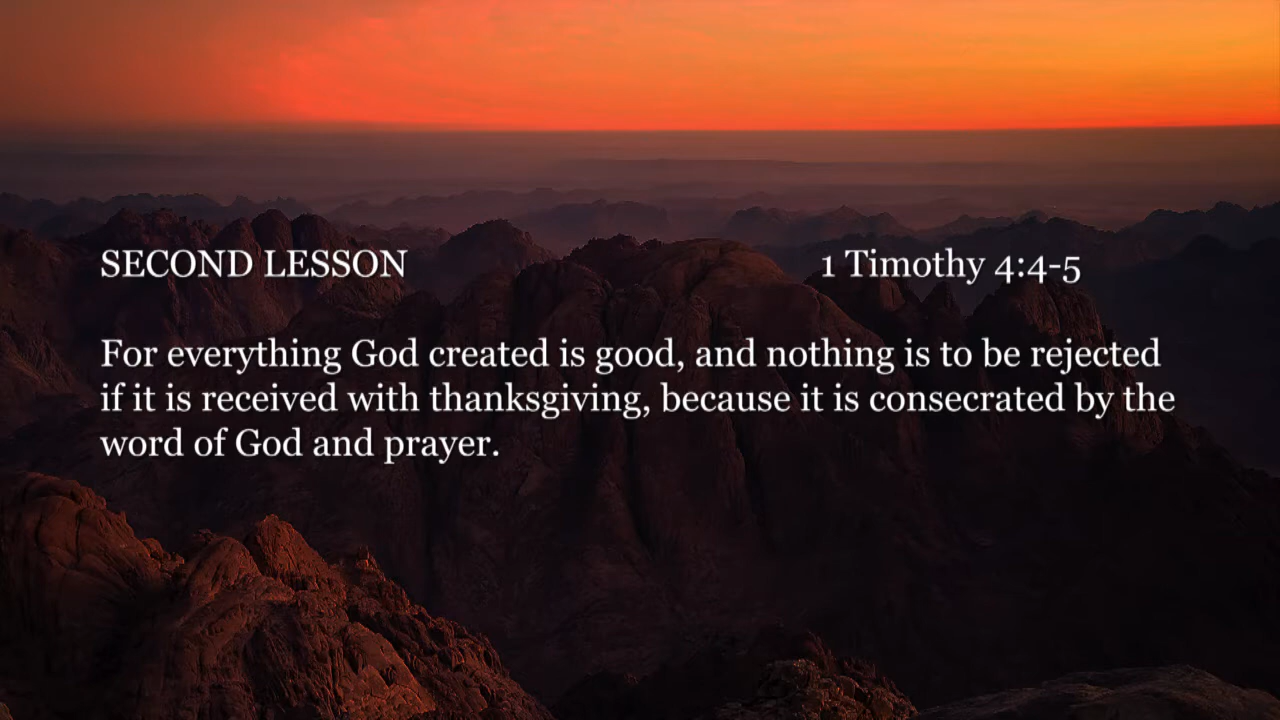 SECOND LESSON 1 Timothy 4:4-5
For everything God created is good, and nothing is to be rejected
if it is received with thanksgiving, because it is consecrated by the
word of God and prayer.